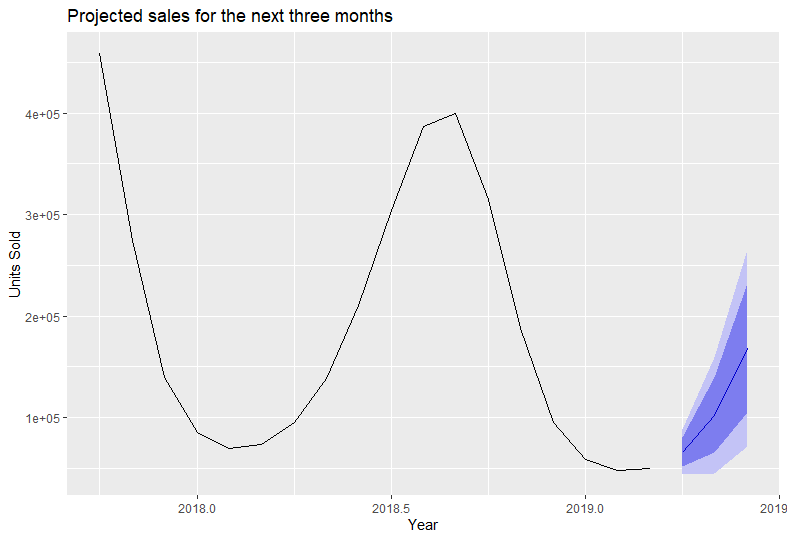 Projected sales for the next three months
4e+05
3e+05
2e+05
1e+05
Units Sold
2018.0
2018.5
2019.0
2019
Year